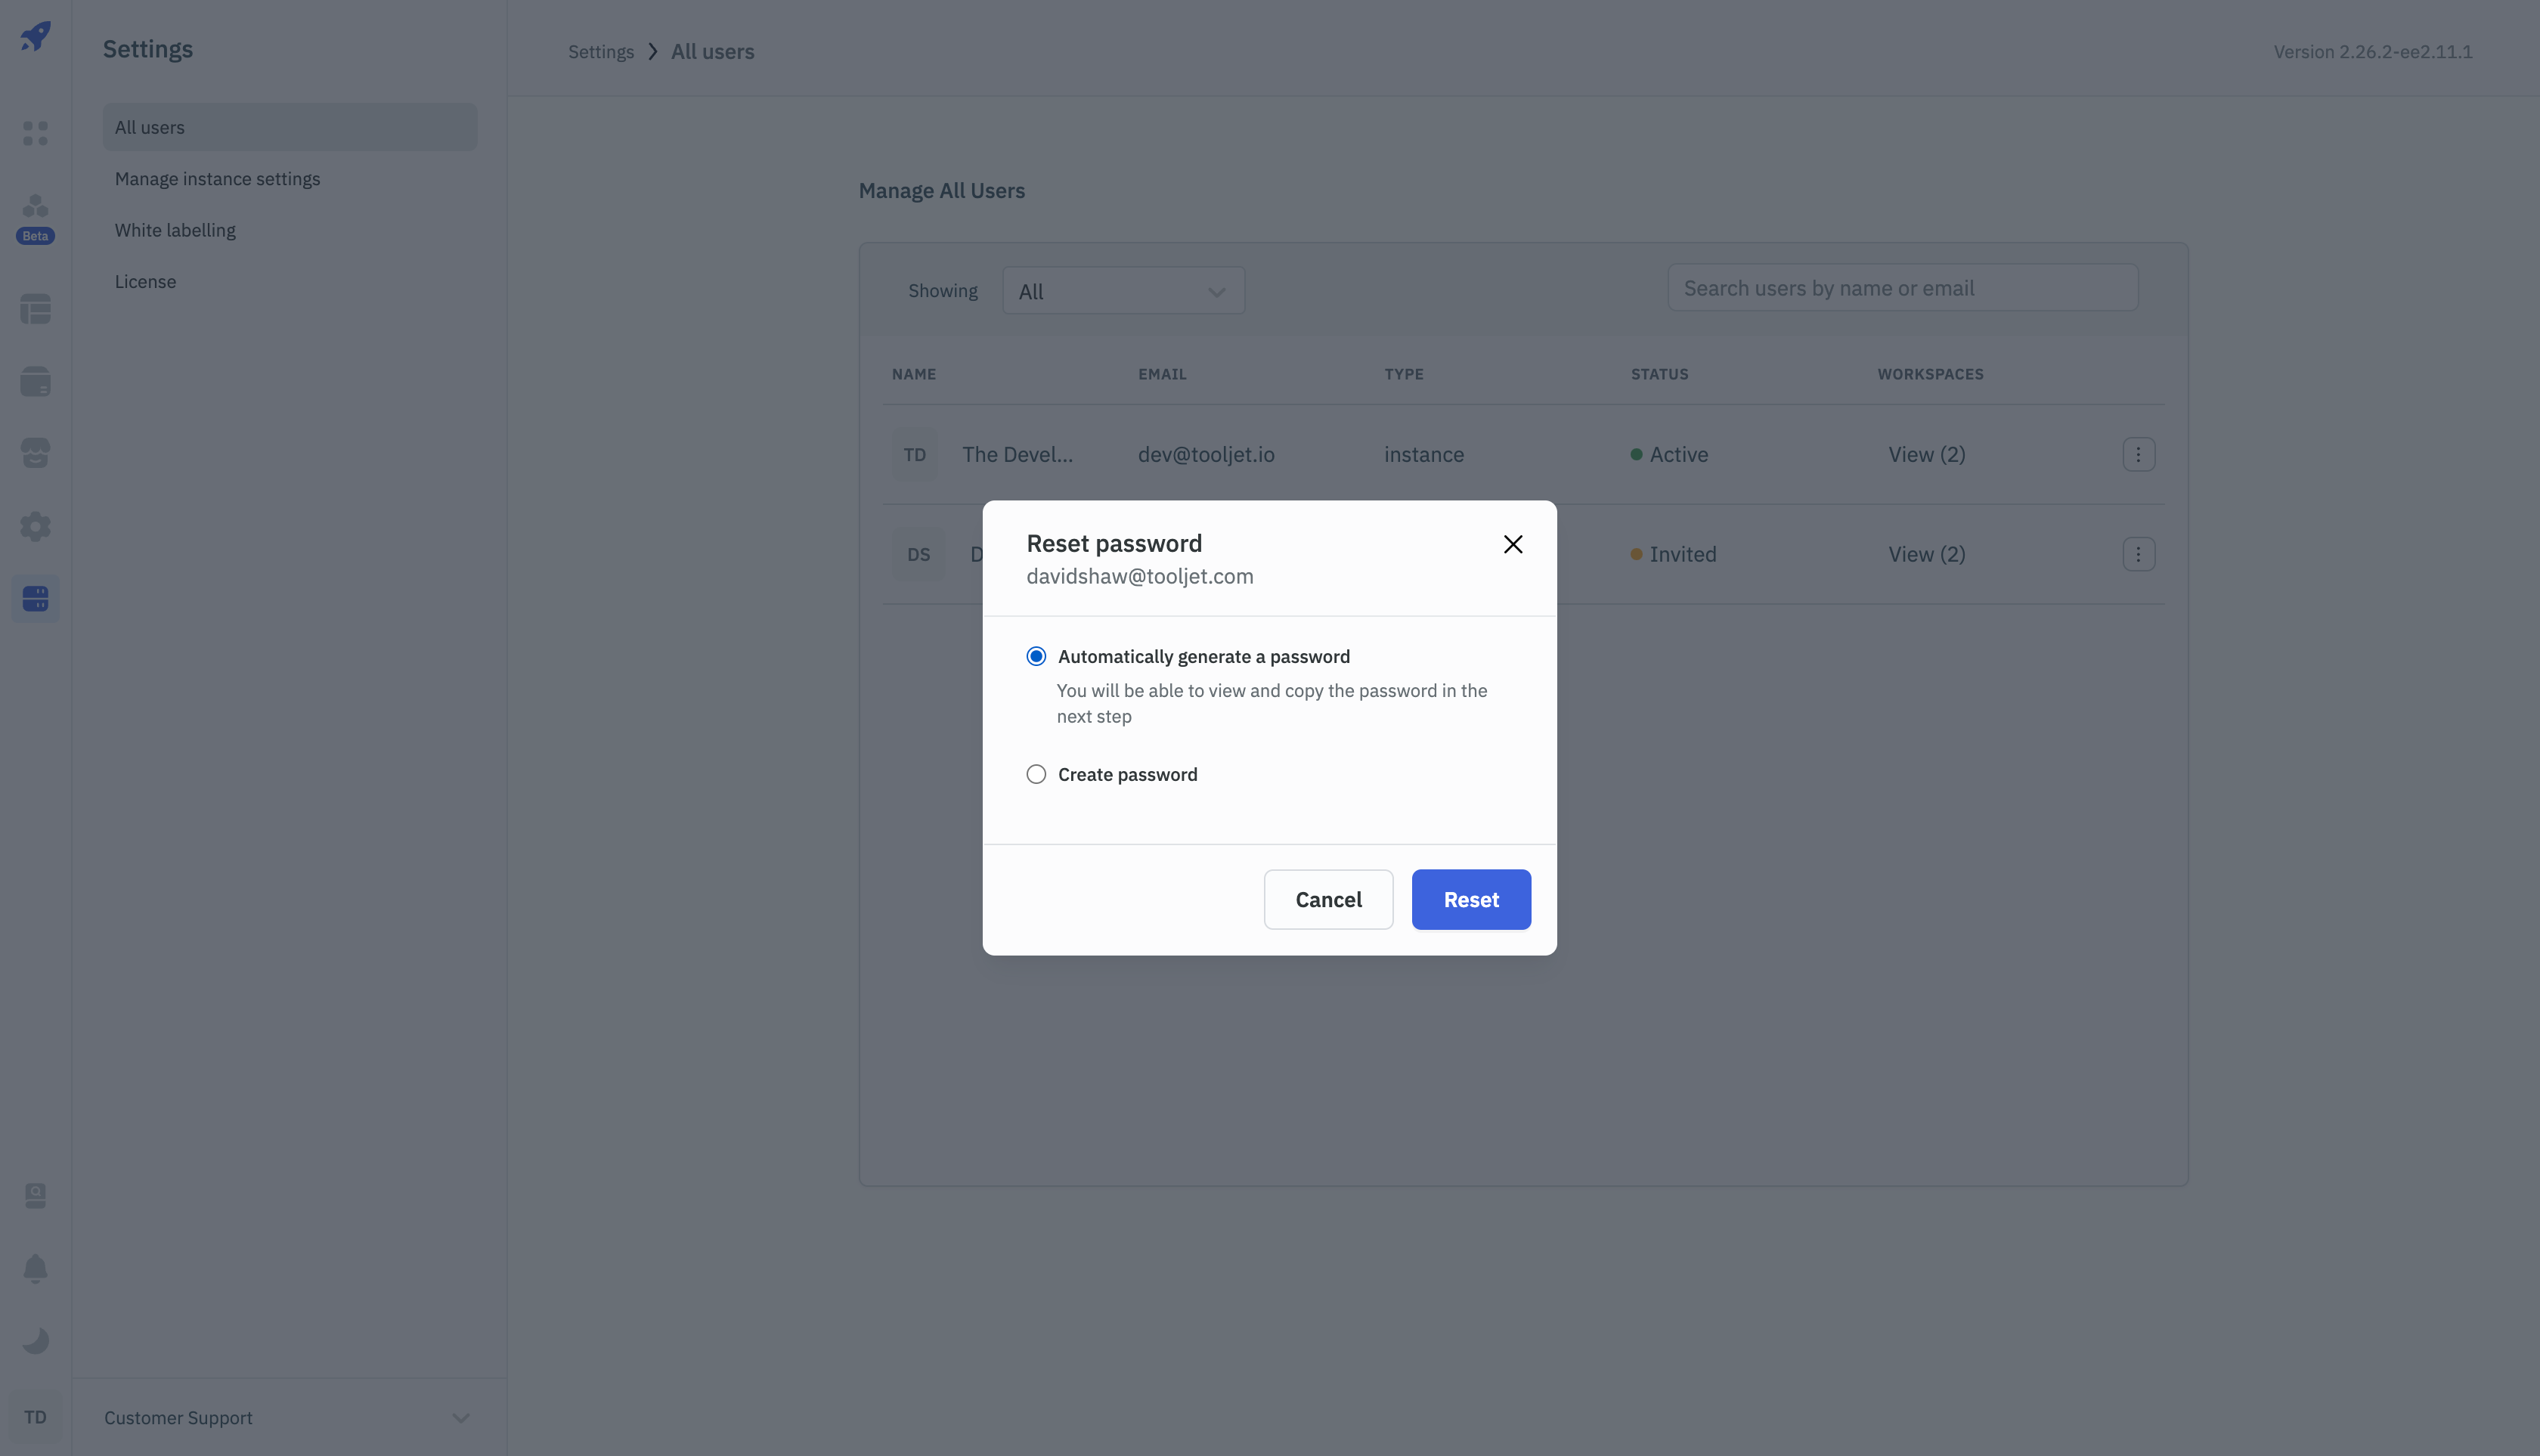 Settings
Settings
All users
Version 2.26.2-ee2.11.1
All users
Manage instance settings
White labelling
License
Beta
Manage All Users
Showing
All
Search users by name or email
NAME
EMAIL
TYPE
STATUS
WORKSPACES
TD
The Devel...
dev@tooljet.io
instance
Active
View (2)
DS
D
Invited
View (2)
Reset password
davidshaw@tooljet.com
Automatically generate a password
You will be able to view and copy the password in the
next step
Create password
Cancel
Reset
TD
Customer Support